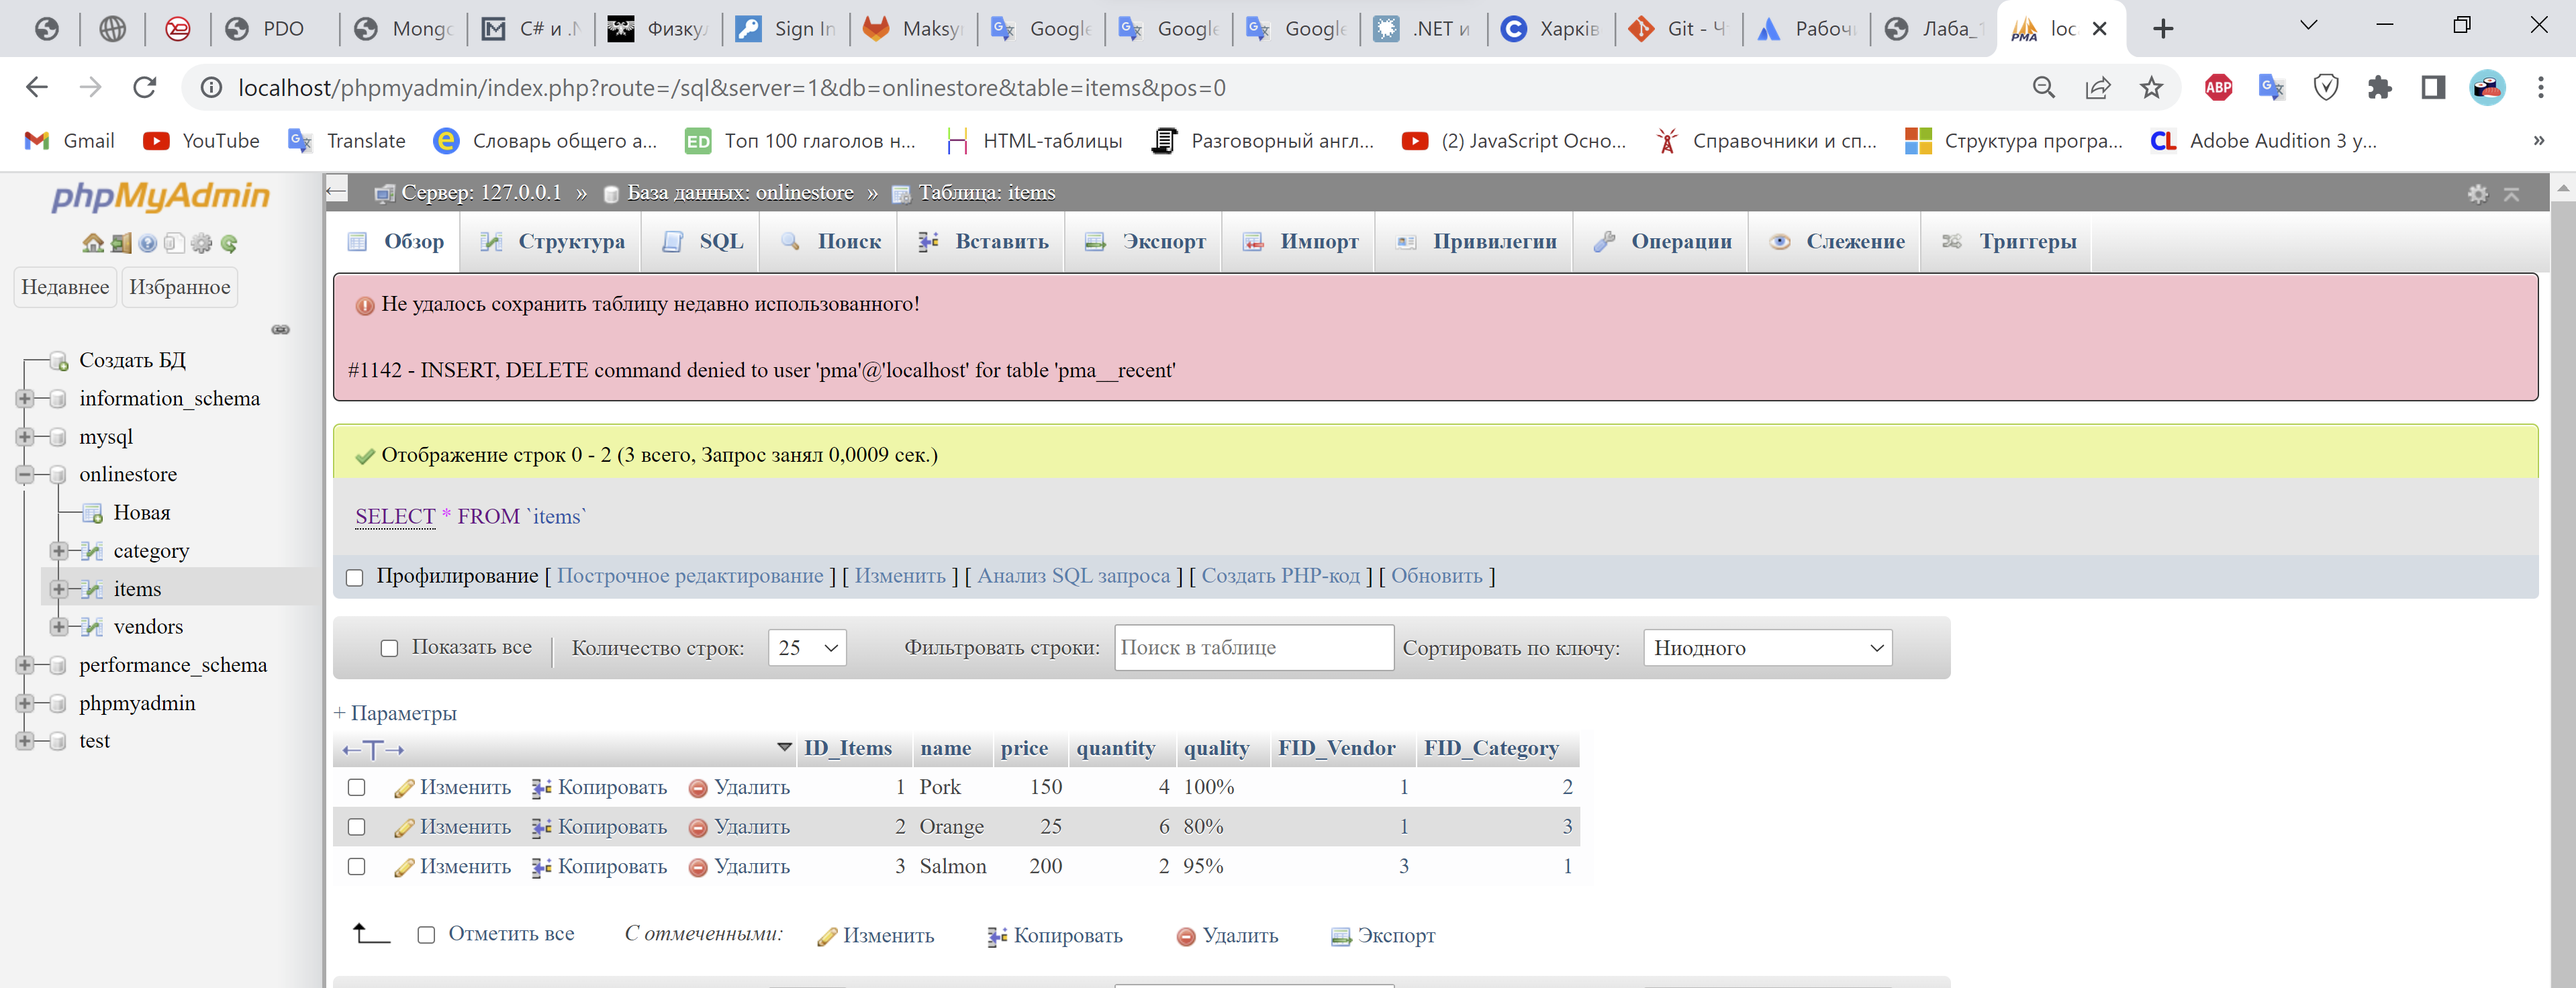 PDO Mongo C# и .N Физкул Sign In Maksy Google Google Google .NET и Харків Git - Чт Рабоч Лаба_1 loc
localhost/phpmyadmin/index.php?route=/sql&server=1&db=onlinestore&table=items&pos=0
Gmail YouTube Translate Словарь общего а... Топ 100 глаголов н... HTML-таблицы Разговорный англ... (2) JavaScript Осно... Справочники и сп... Структура програ... Adobe Audition 3 у... »
phpMyAdmin
Недавнее Избранное
Создать БД
information_schema
mysql
onlinestore
Новая
category
items
vendors
performance_schema
phpmyadmin
test
Сервер: 127.0.0.1 » База данных: onlinestore » Таблица: items
Обзор Структура SQL Поиск Вставить Экспорт Импорт Привилегии Операции Слежение Триггеры
Не удалось сохранить таблицу недавно использованного!
#1142 - INSERT, DELETE command denied to user 'pma'@'localhost' for table 'pma__recent'
Отображение строк 0 - 2 (3 всего, Запрос занял 0,0009 сек.)
SELECT * FROM `items`
Профилирование [ Построчное редактирование ] [ Изменить ] [ Анализ SQL запроса ] [ Создать PHP-код ] [ Обновить ]
Показать все Количество строк: 25 Фильтровать строки: Поиск в таблице Сортировать по ключу: Ниодного
+ Параметры
←T→ ID_Items name price quantity quality FID_Vendor FID_Category
Изменить Копировать Удалить 1 Pork 150 4 100% 1 2
Изменить Копировать Удалить 2 Orange 25 6 80% 1 3
Изменить Копировать Удалить 3 Salmon 200 2 95% 3 1
Отметить все С отмеченными: Изменить Копировать Удалить Экспорт